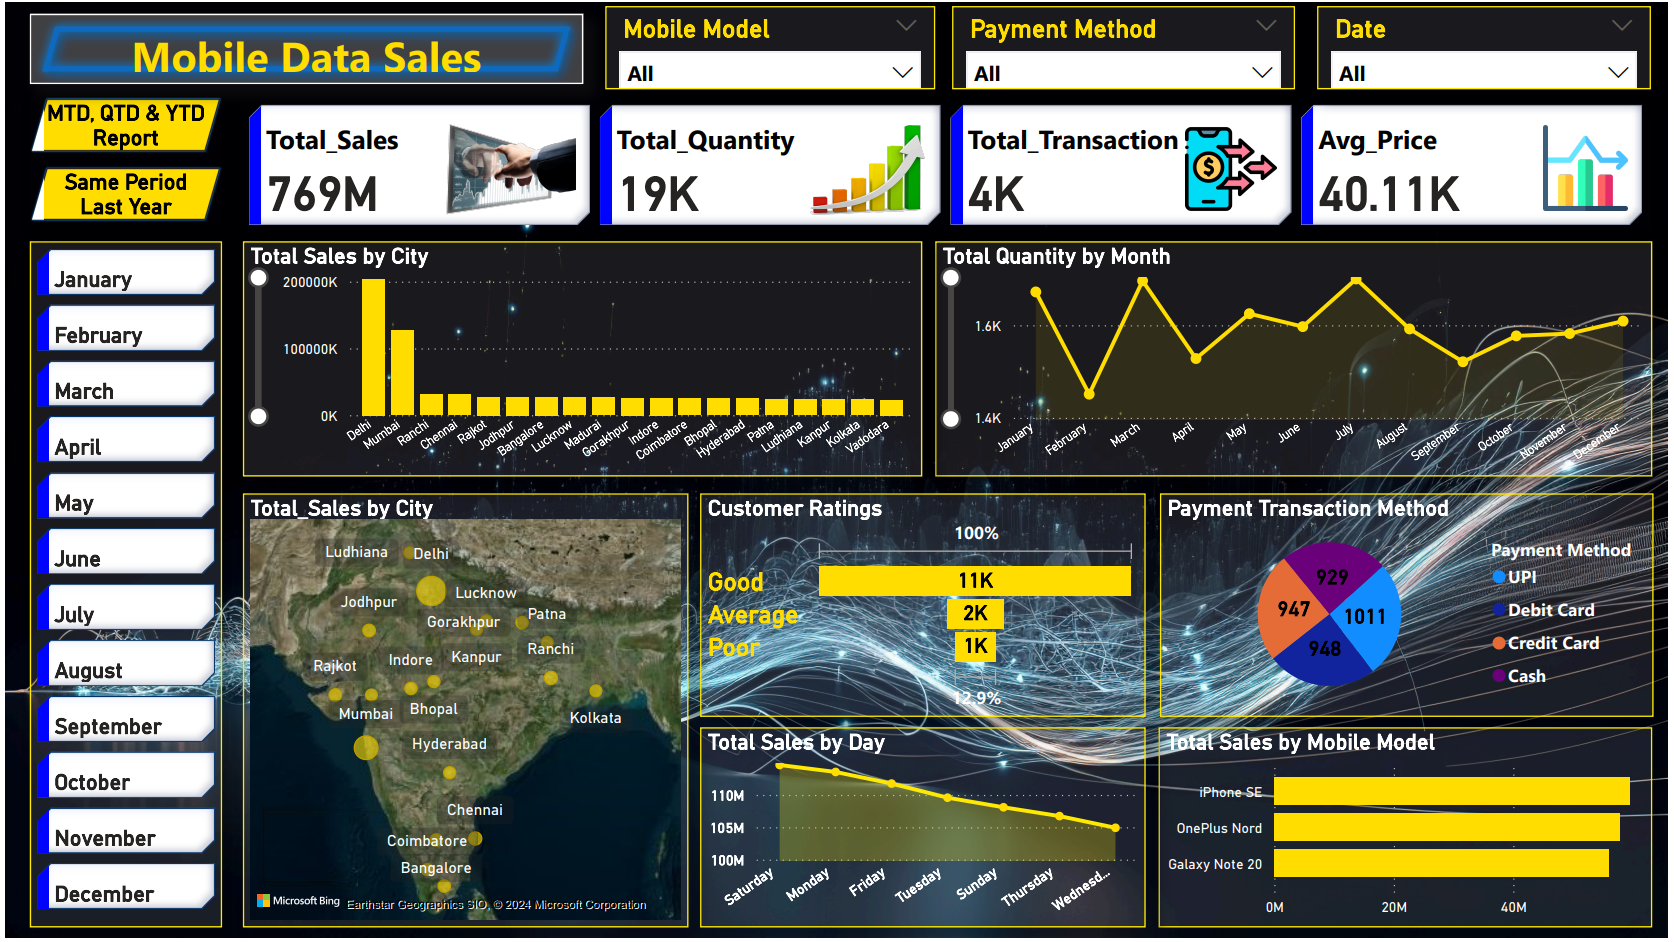 Mobile Data Sales
Mobile Model
All
Payment Method
All
Date
All
MTD, QTD & YTD
Report
Same Period
Last Year
Total_Sales
769M
Total_Quantity
19K
Total_Transaction
4K
$
Avg_Price
40.11K
January
February
March
April
May
June
July
August
September
October
November
December
Total Sales by City
200000K
100000K
0K
Delhi
Mumbai
Ranchi
Chennai
Rajkot
Jodhpur
Bangalore
Lucknow
Madurai
Gorakhpur
Indore
Coimbatore
Bhopal
Hyderabad
Patna
Ludhiana
Kanpur
Kolkata
Vadodara
Total Quantity by Month
1.6K
1.4K
January
February
March
April
May
June
July
August
September
October
November
December
Total_Sales by City
Ludhiana
Delhi
Jodhpur
Lucknow
Gorakhpur
Patna
Rajkot
Indore
Kanpur
Ranchi
Mumbai
Bhopal
Kolkata
Hyderabad
Chennai
Coimbatore
Bangalore
Microsoft Bing
Earthstar Geographics SIO, © 2024 Microsoft Corporation
Customer Ratings
100%
Good
11K
Average
2K
Poor
1K
12.9%
Payment Transaction Method
929
947
1011
948
Payment Method
UPI
Debit Card
Credit Card
Cash
Total Sales by Day
110M
105M
100M
Saturday
Monday
Friday
Tuesday
Sunday
Thursday
Wednesd...
Total Sales by Mobile Model
iPhone SE
OnePlus Nord
Galaxy Note 20
0M
20M
40M